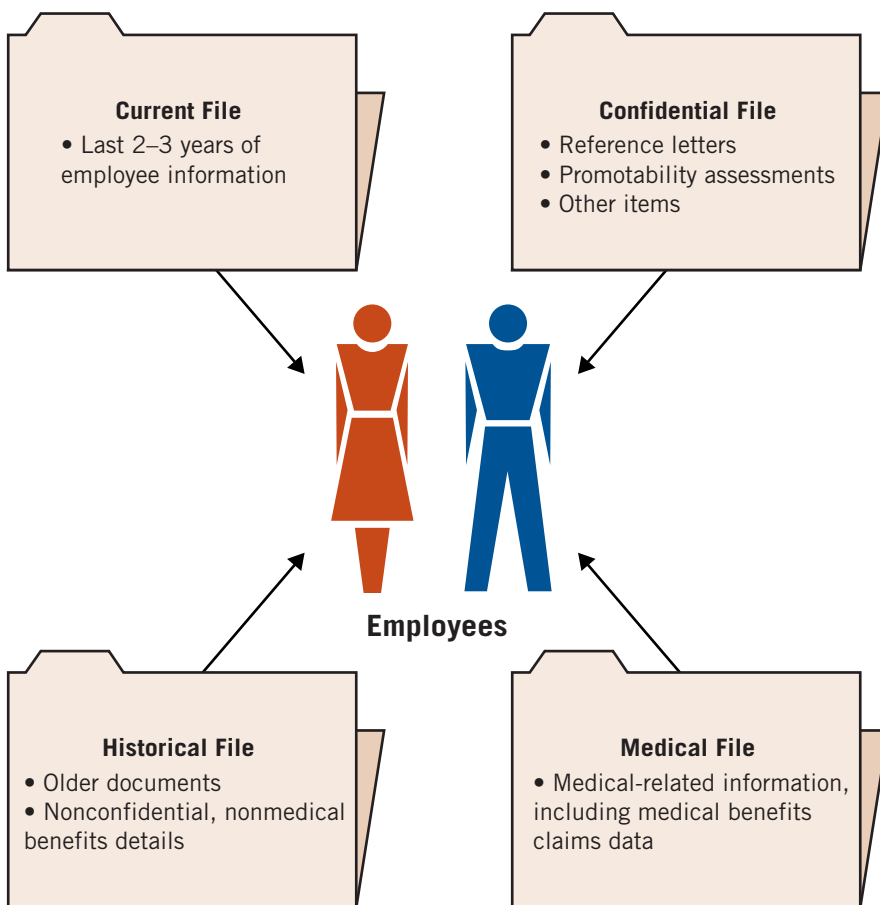 Current File
• Last 2–3 years of
employee information
Confidential File
• Reference letters
• Promotability assessments
• Other items
Employees
Historical File
• Older documents
• Nonconfidential, nonmedical
benefits details
Medical File
• Medical-related information,
including medical benefits
claims data